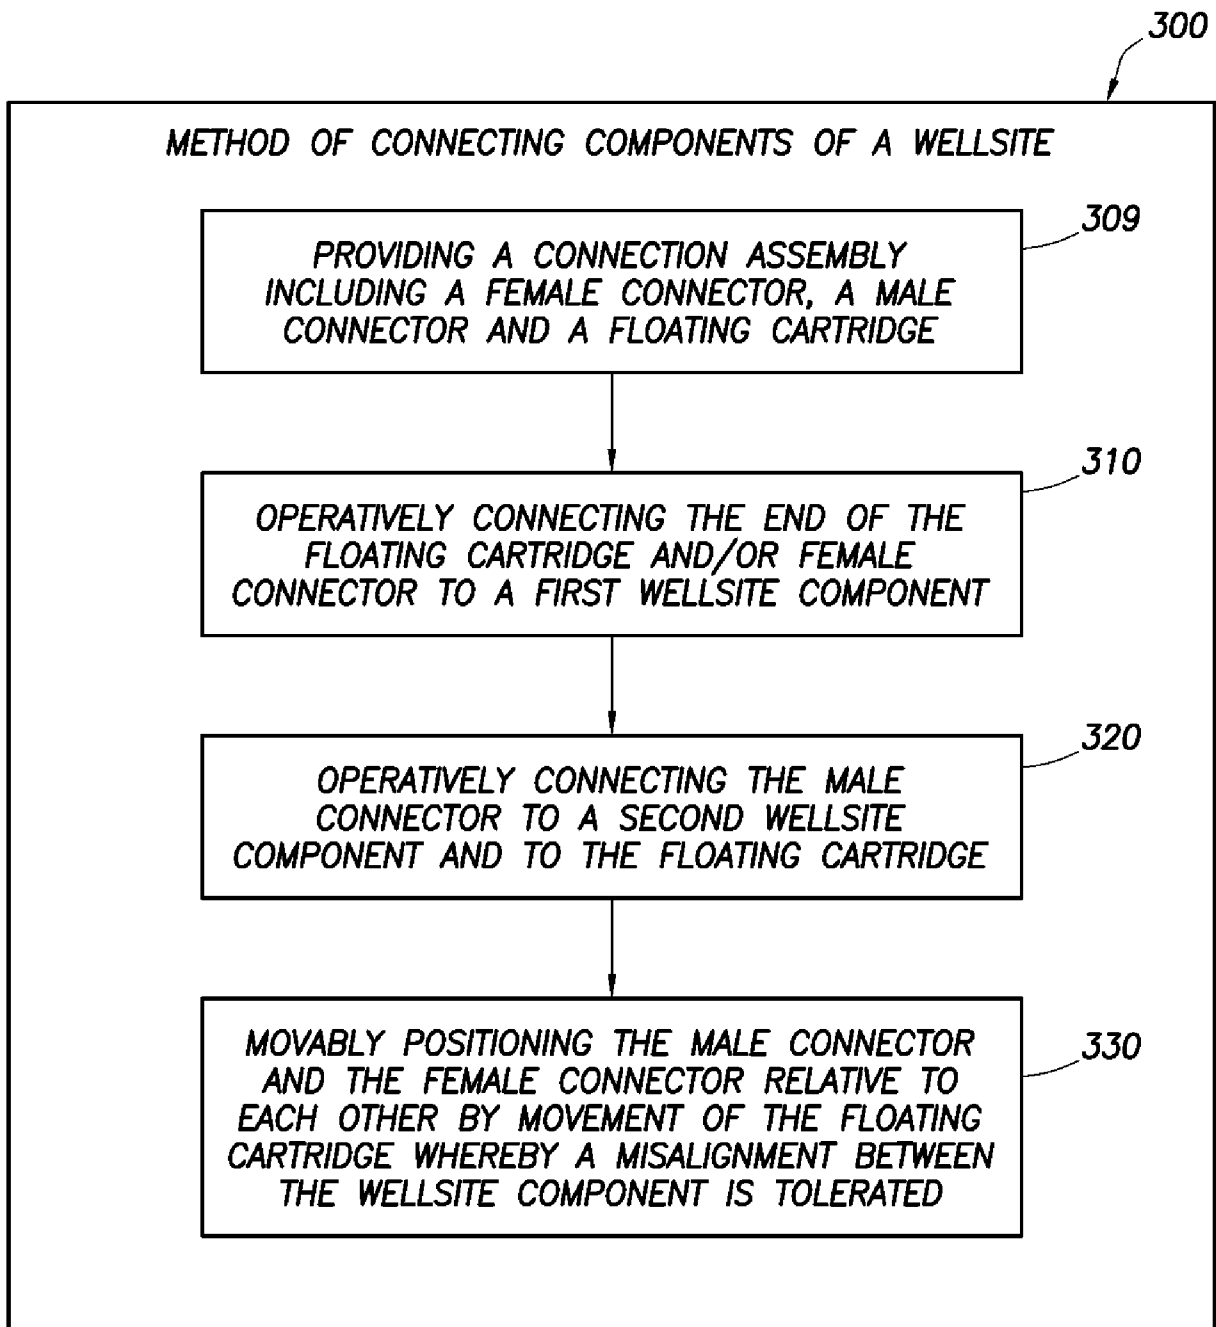 300
METHOD OF CONNECTING COMPONENTS OF A WELLSITE
309
PROVIDING A CONNECTION ASSEMBLY
INCLUDING A FEMALE CONNECTOR, A MALE
CONNECTOR AND A FLOATING CARTRIDGE
310
OPERATIVELY CONNECTING THE END OF THE
FLOATING CARTRIDGE AND/OR FEMALE
CONNECTOR TO A FIRST WELLSITE COMPONENT
320
OPERATIVELY CONNECTING THE MALE
CONNECTOR TO A SECOND WELLSITE
COMPONENT AND TO THE FLOATING CARTRIDGE
330
MOVABLY POSITIONING THE MALE CONNECTOR
AND THE FEMALE CONNECTOR RELATIVE TO
EACH OTHER BY MOVEMENT OF THE FLOATING
CARTRIDGE WHEREBY A MISALIGNMENT BETWEEN
THE WELLSITE COMPONENT IS TOLERATED